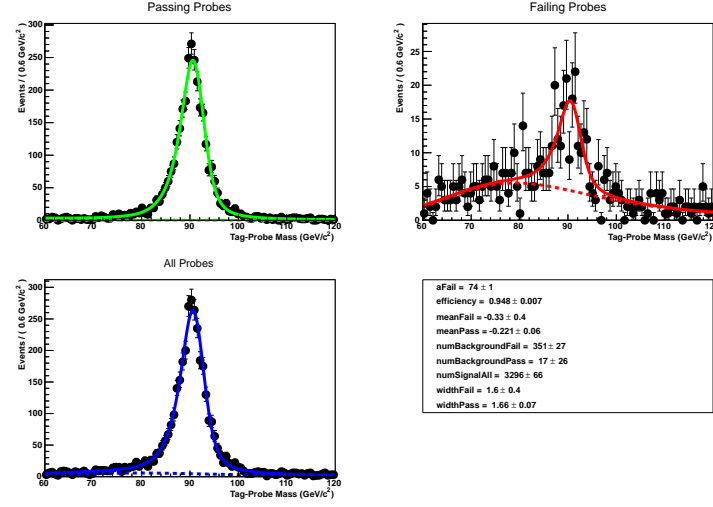 Passing Probes
Events / ( 0.6 GeV/c² )
300
250
200
150
100
50
0
60 70 80 90 100 110 120
Tag-Probe Mass (GeV/c²)
Failing Probes
Events / ( 0.6 GeV/c² )
25
20
15
10
5
0
60 70 80 90 100 110 120
Tag-Probe Mass (GeV/c²)
All Probes
Events / ( 0.6 GeV/c² )
300
250
200
150
100
50
0
60 70 80 90 100 110 120
Tag-Probe Mass (GeV/c²)
aFail = 74 ± 1
efficiency = 0.948 ± 0.007
meanFail = -0.33 ± 0.4
meanPass = -0.221 ± 0.06
numBackgroundFail = 351 ± 27
numBackgroundPass = 17 ± 26
numSignalAll = 3296 ± 66
widthFail = 1.6 ± 0.4
widthPass = 1.66 ± 0.07